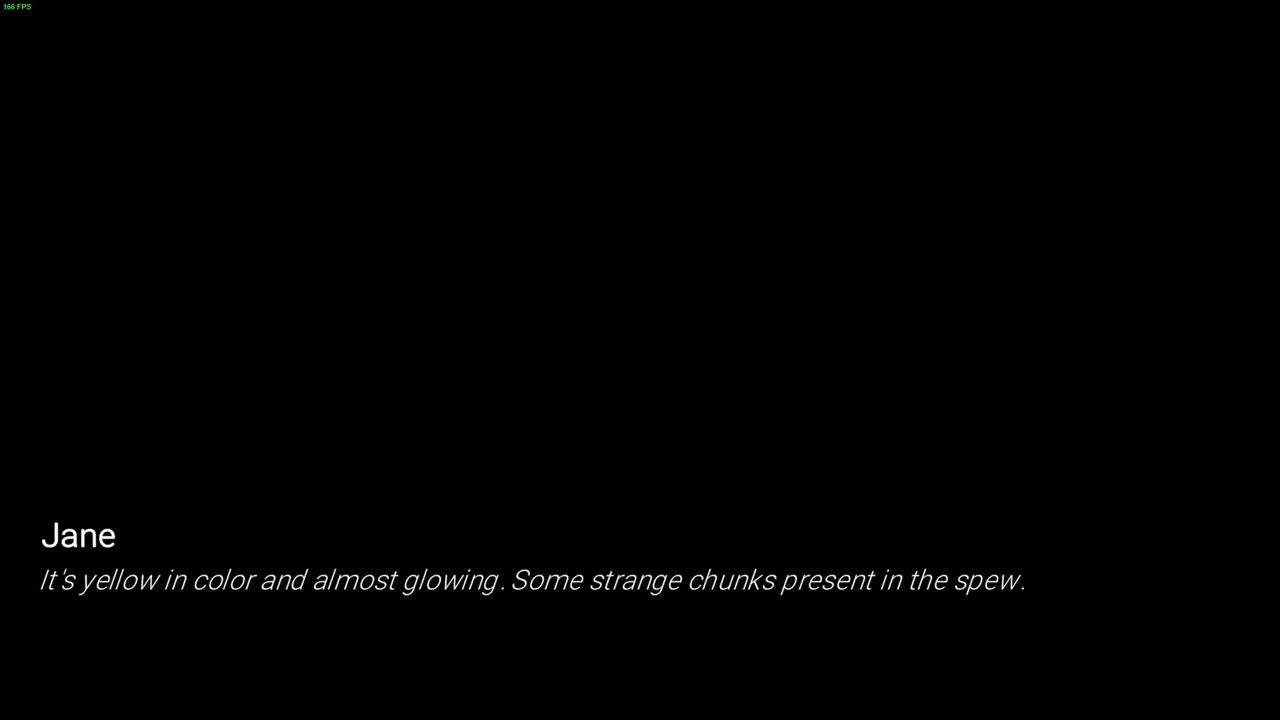 166 FPS
Jane
It's yellow in color and almost glowing. Some strange chunks present in the spew.